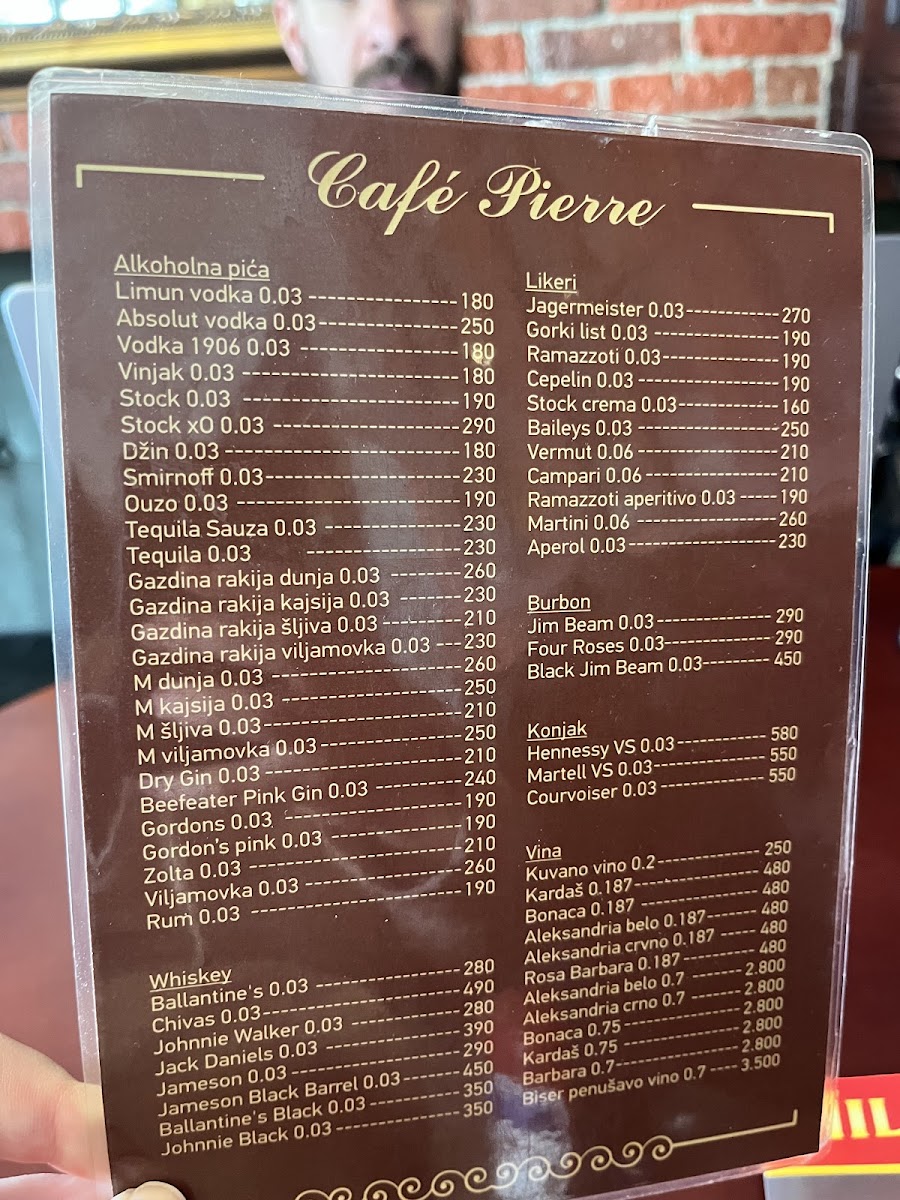 Café Pierre
Alkoholna pića
Limun vodka 0.03 ---------------- 180
Absolut vodka 0.03 --------------- 250
Vodka 1906 0.03 ----------------- 180
Vinjak 0.03 ----------------------- 180
Stock 0.03 ----------------------- 190
Stock xO 0.03 -------------------- 290
Džin 0.03 ------------------------- 180
Smirnoff 0.03 --------------------- 230
Ouzo 0.03 ------------------------ 190
Tequila Sauza 0.03 --------------- 230
Tequila 0.03 ----------------- 230
Gazdina rakija dunja 0.03 -------- 260
Gazdina rakija kajsija 0.03 ------- 230
Gazdina rakija šljiva 0.03 --------- 210
Gazdina rakija viljamovka 0.03 --- 230
M dunja 0.03 --------------------- 260
M kajsija 0.03 -------------------- 250
M šljiva 0.03 ---------------------- 210
M viljamovka 0.03 ---------------- 250
Dry Gin 0.03 ---------------------- 210
Beefeater Pink Gin 0.03 ---------- 240
Gordons 0.03 -------------------- 190
Gordon's pink 0.03 --------------- 190
Zolta 0.03 ------------------------ 210
Viljamovka 0.03 ------------------ 260
Rum 0.03 ------------------------ 190
Whiskey
Ballantine's 0.03 ---------------- 280
Chivas 0.03 ---------------------- 490
Johnnie Walker 0.03 ------------- 280
Jack Daniels 0.03 ---------------- 390
Jameson 0.03 -------------------- 290
Jameson Black Barrel 0.03 ------- 450
Ballantine's Black 0.03 ----------- 350
Johnnie Black 0.03 --------------- 350
Likeri
Jagermeister 0.03 ------------ 270
Gorki list 0.03 ---------------- 190
Ramazzoti 0.03 --------------- 190
Cepelin 0.03 ------------------ 190
Stock crema 0.03 ------------- 160
Baileys 0.03 ------------------ 250
Vermut 0.06 ------------------ 210
Campari 0.06 ----------------- 210
Ramazzoti aperitivo 0.03 ----- 190
Martini 0.06 ------------------ 260
Aperol 0.03 ------------------- 230
Burbon
Jim Beam 0.03 --------------- 290
Four Roses 0.03 -------------- 290
Black Jim Beam 0.03 --------- 450
Konjak
Hennessy VS 0.03 ----------- 580
Martell VS 0.03 -------------- 550
Courvoiser 0.03 ------------- 550
Vina
Kuvano vino 0.2 ------------- 250
Kardaš 0.187 ---------------- 480
Bonaca 0.187 --------------- 480
Aleksandria belo 0.187 ------ 480
Aleksandria crvno 0.187 ----- 480
Rosa Barbara 0.187 --------- 480
Aleksandria belo 0.7 ------- 2.800
Aleksandria crno 0.7 ------- 2.800
Bonaca 0.75 --------------- 2.800
Kardaš 0.75 ---------------- 2.800
Barbara 0.7 ---------------- 2.800
Biser penušavo vino 0.7 ---- 3.500